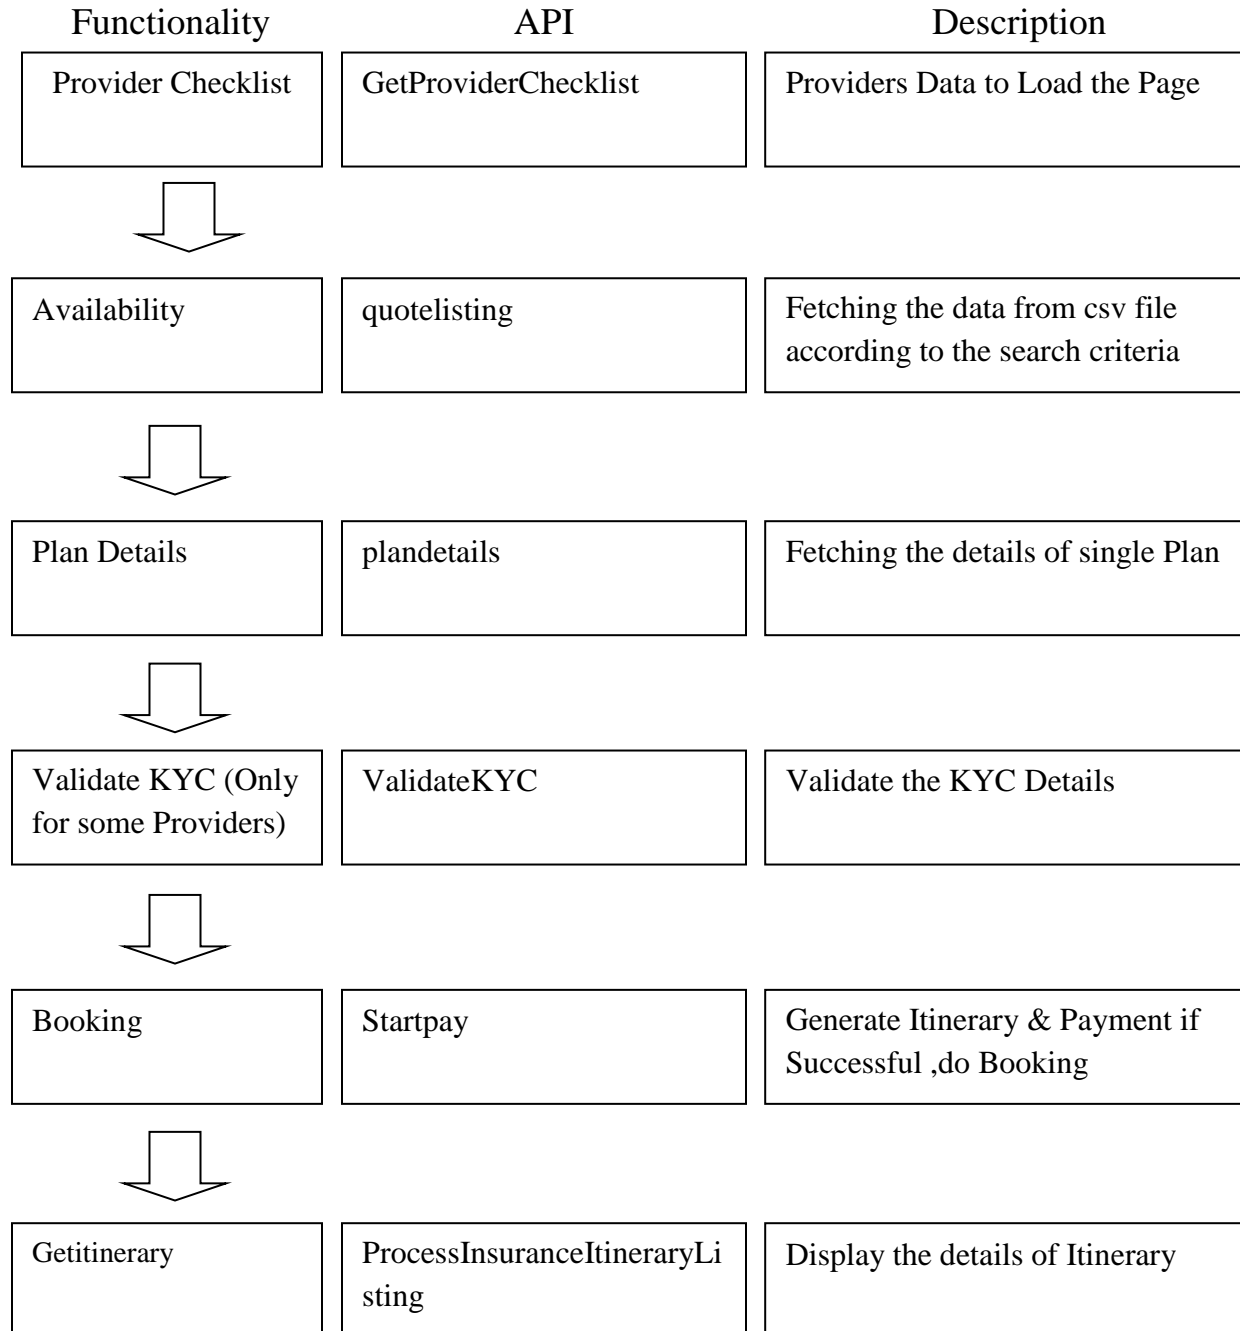 Functionality API Description
Provider Checklist GetProviderChecklist Providers Data to Load the Page
Availability quotelisting Fetching the data from csv file
according to the search criteria
Plan Details plandetails Fetching the details of single Plan
Validate KYC (Only
for some Providers)
ValidateKYC Validate the KYC Details
Booking Startpay Generate Itinerary & Payment if
Successful ,do Booking
Getitinerary ProcessInsuranceItineraryLi
sting
Display the details of Itinerary